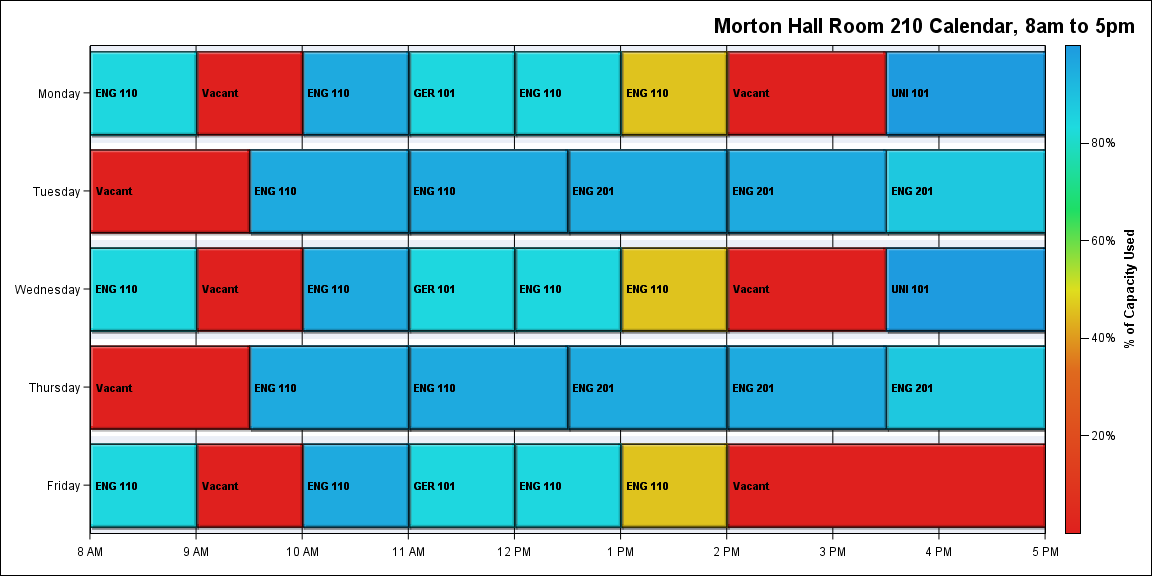 Morton Hall Room 210 Calendar, 8am to 5pm
Monday ENG 110 Vacant ENG 110 GER 101 ENG 110 ENG 110 Vacant UNI 101
80%
Tuesday Vacant ENG 110 ENG 110 ENG 201 ENG 201 ENG 201
60%
% of Capacity Used
Wednesday ENG 110 Vacant ENG 110 GER 101 ENG 110 ENG 110 Vacant UNI 101
40%
Thursday Vacant ENG 110 ENG 110 ENG 201 ENG 201 ENG 201
20%
Friday ENG 110 Vacant ENG 110 GER 101 ENG 110 ENG 110 Vacant
8 AM 9 AM 10 AM 11 AM 12 PM 1 PM 2 PM 3 PM 4 PM 5 PM